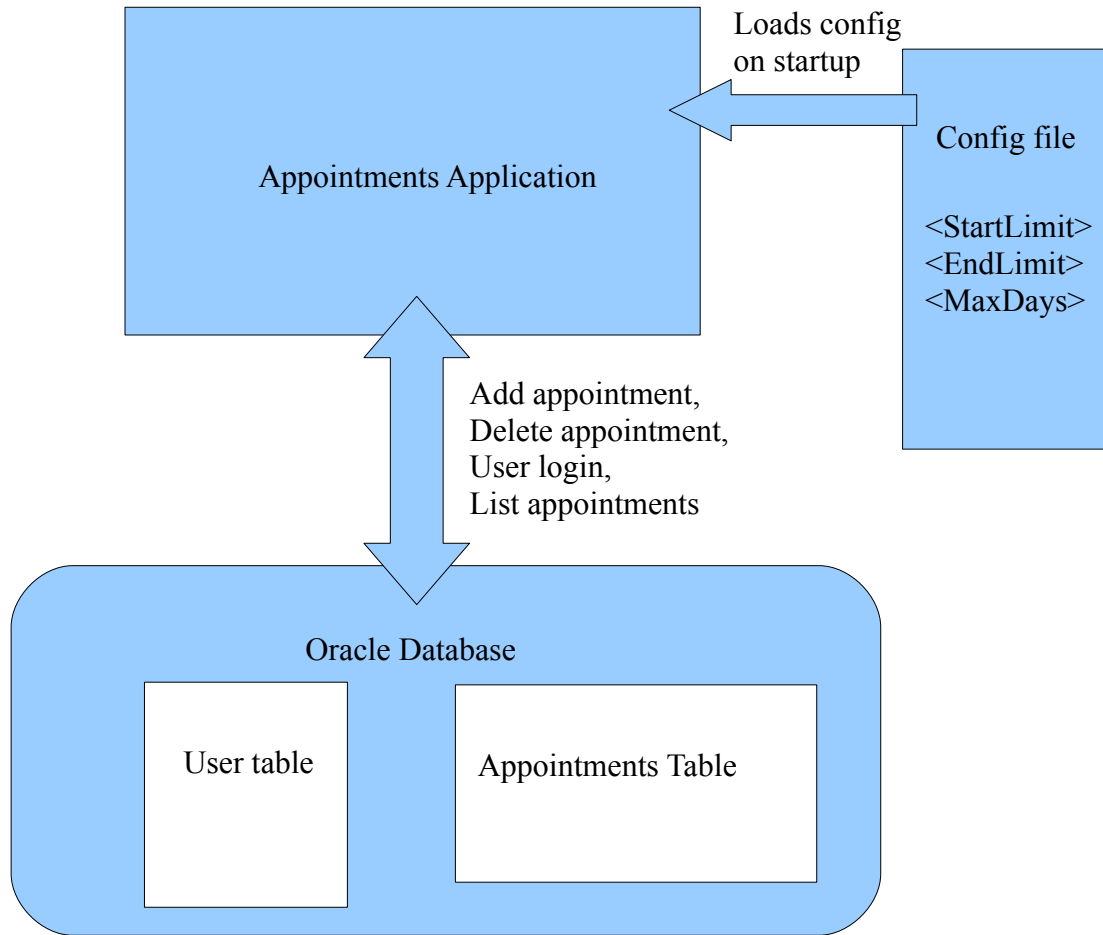 Loads config
on startup
Appointments Application
Config file
<StartLimit>
<EndLimit>
<MaxDays>
Add appointment,
Delete appointment,
User login,
List appointments
Oracle Database
User table
Appointments Table